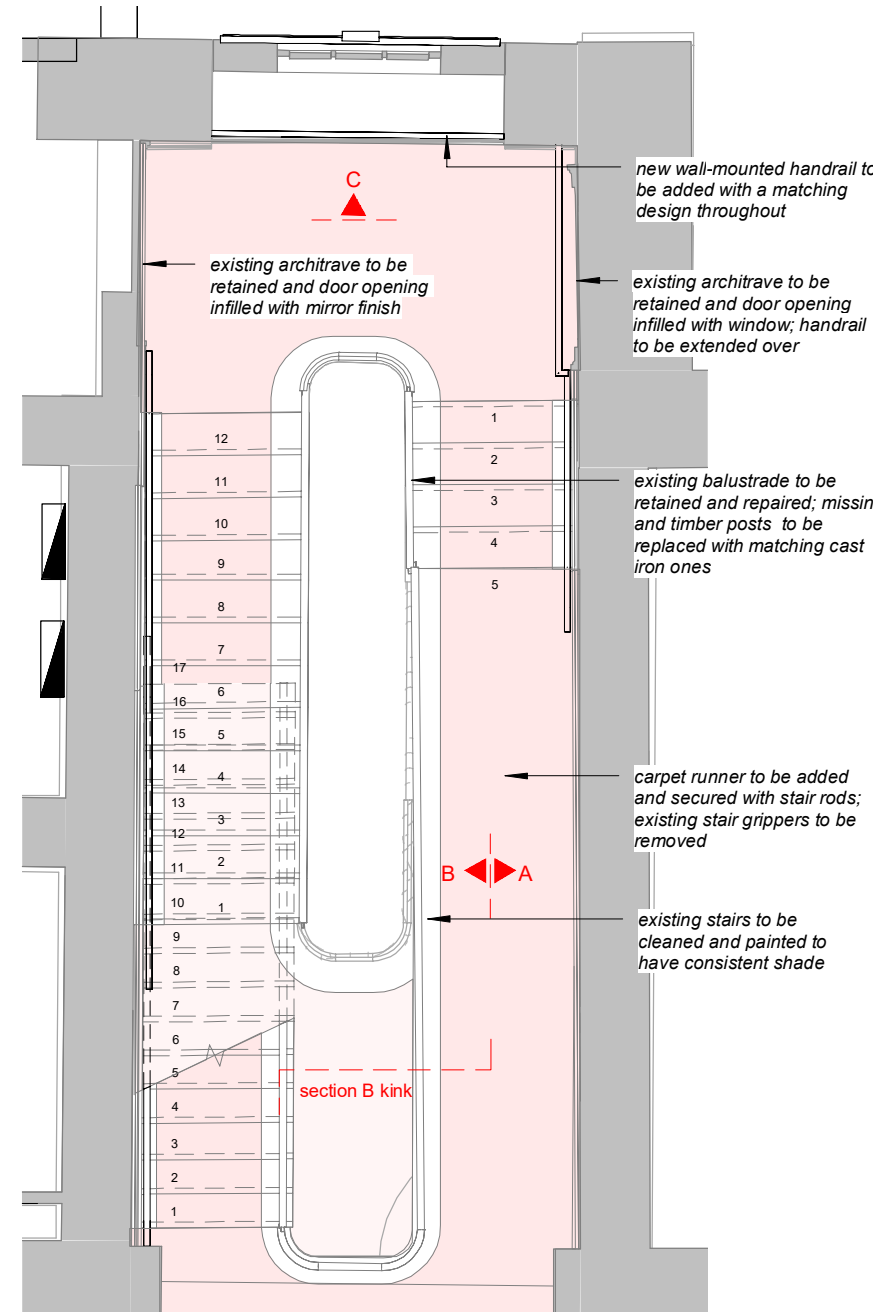 new wall-mounted handrail to
be added with a matching
design throughout
C
existing architrave to be
retained and door opening
infilled with mirror finish
existing architrave to be
retained and door opening
infilled with window; handrail
to be extended over
12
11
10
9
8
7
6
5
4
3
2
1
1
2
3
4
5
existing balustrade to be
retained and repaired; missin
and timber posts to be
replaced with matching cast
iron ones
17
16
15
14
13
12
11
10
9
8
7
6
5
4
3
2
1
carpet runner to be added
and secured with stair rods;
existing stair grippers to be
removed
B A
existing stairs to be
cleaned and painted to
have consistent shade
section B kink